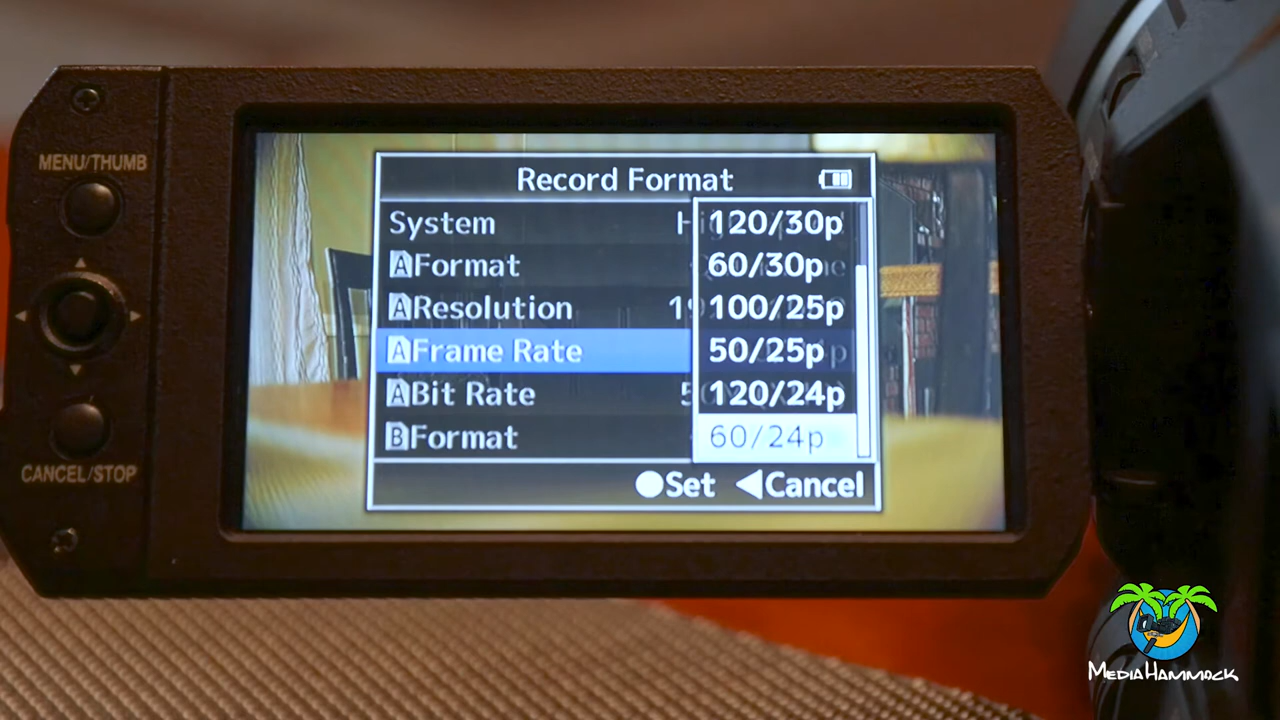 MENU/THUMB
CANCEL/STOP
Record Format
System
A Format
A Resolution
A Frame Rate
A Bit Rate
B Format
120/30p
60/30p
100/25p
50/25p
120/24p
60/24p
Set Cancel
MEDIAHAMMOCK